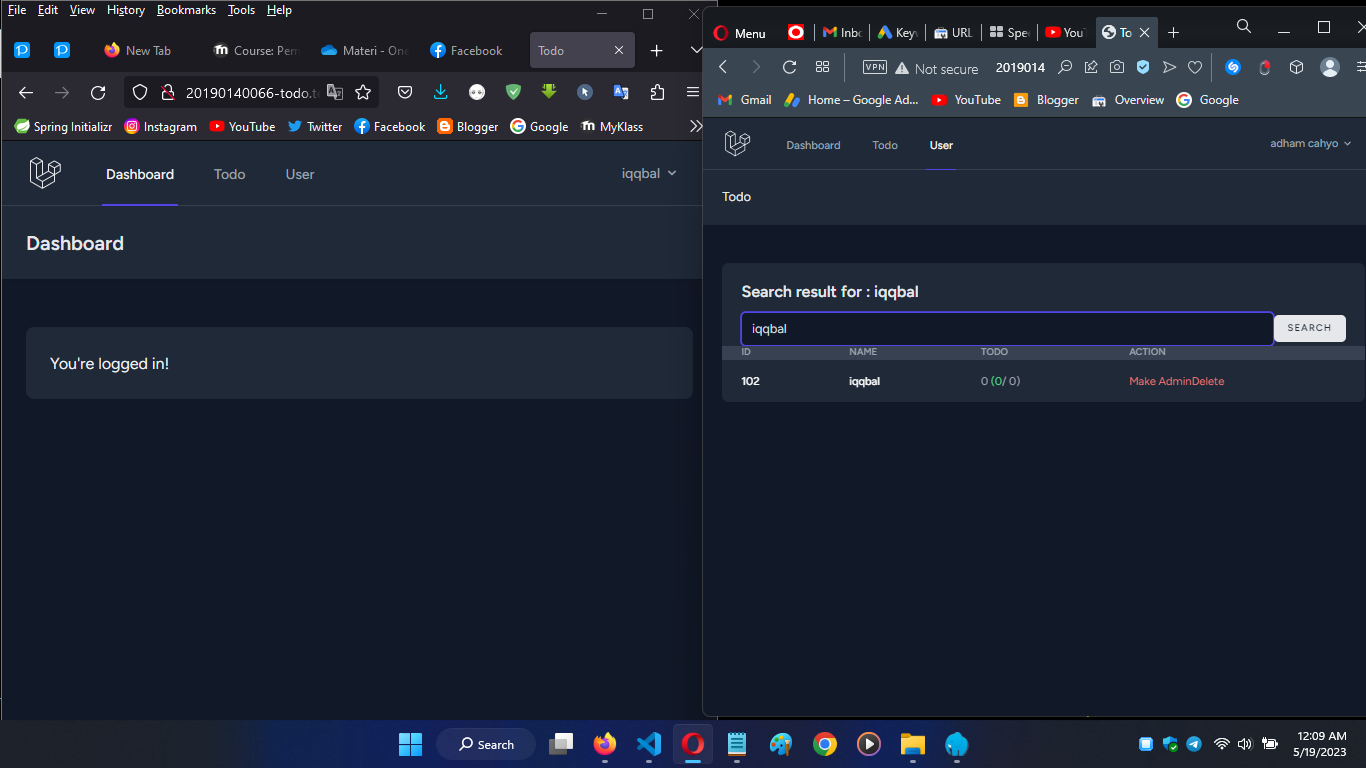 File Edit View History Bookmarks Tools Help
New Tab
Course: Pem
Materi - One
Facebook
Todo
20190140066-todo.t
Spring Initializr Instagram YouTube Twitter Facebook Blogger Google MyKlass
Dashboard Todo User iqqbal
Dashboard
You're logged in!
Menu Inbo Key URL Spee YouT To
VPN Not secure 2019014
Gmail Home – Google Ad... YouTube Blogger Overview Google
Dashboard Todo User adham cahyo
Todo
Search result for : iqqbal
iqqbal SEARCH
ID NAME TODO ACTION
102 iqqbal 0 (0/ 0) Make AdminDelete
Search
12:09 AM
5/19/2023